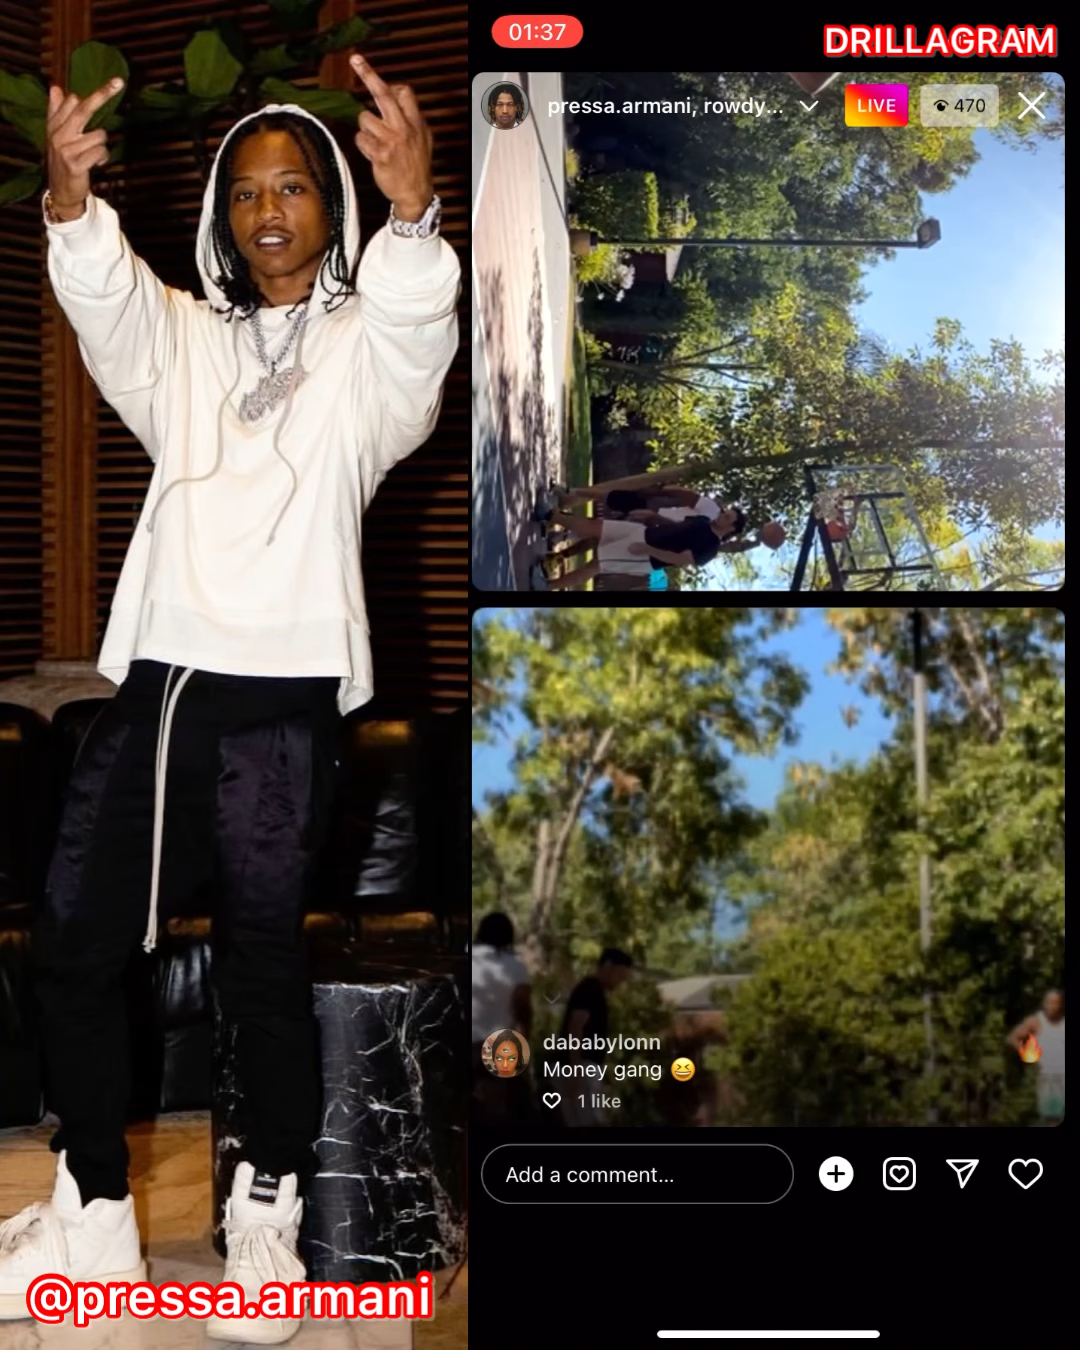 01:37
DRILLAGRAM
pressa.armani, rowdy...
LIVE
470
dababylonn
Money gang 😆
1 like
Add a comment...
@pressa.armani